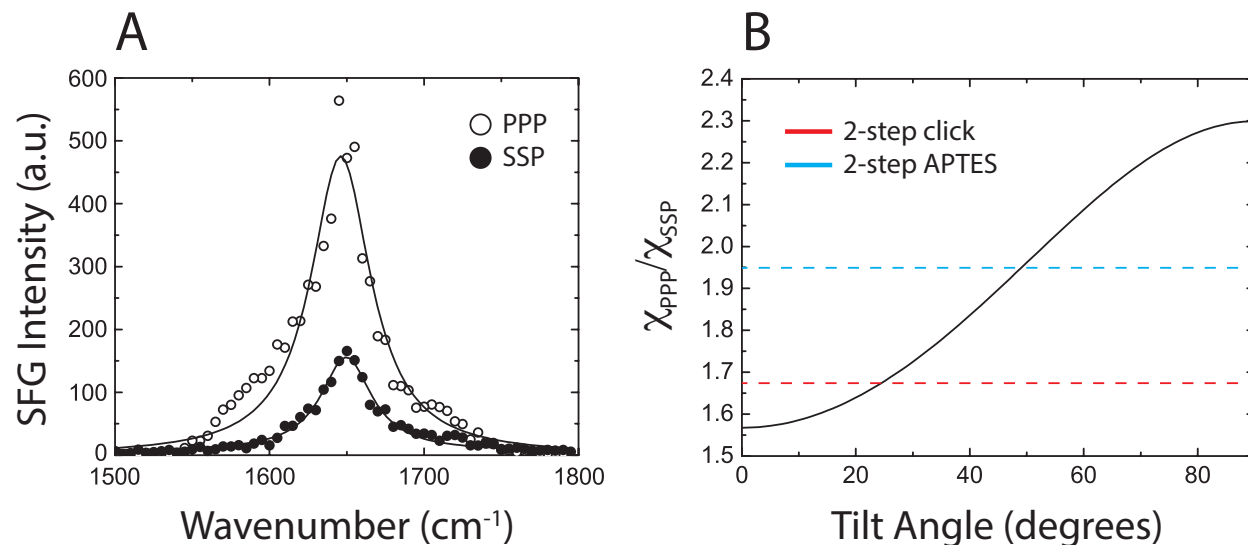 A
SFG Intensity (a.u.)
600
500
400
300
200
100
0
1500
1600
1700
1800
Wavenumber (cm⁻¹)
PPP
SSP
B
χPPP/χSSP
2.4
2.3
2.2
2.1
2.0
1.9
1.8
1.7
1.6
1.5
0
20
40
60
80
Tilt Angle (degrees)
2-step click
2-step APTES